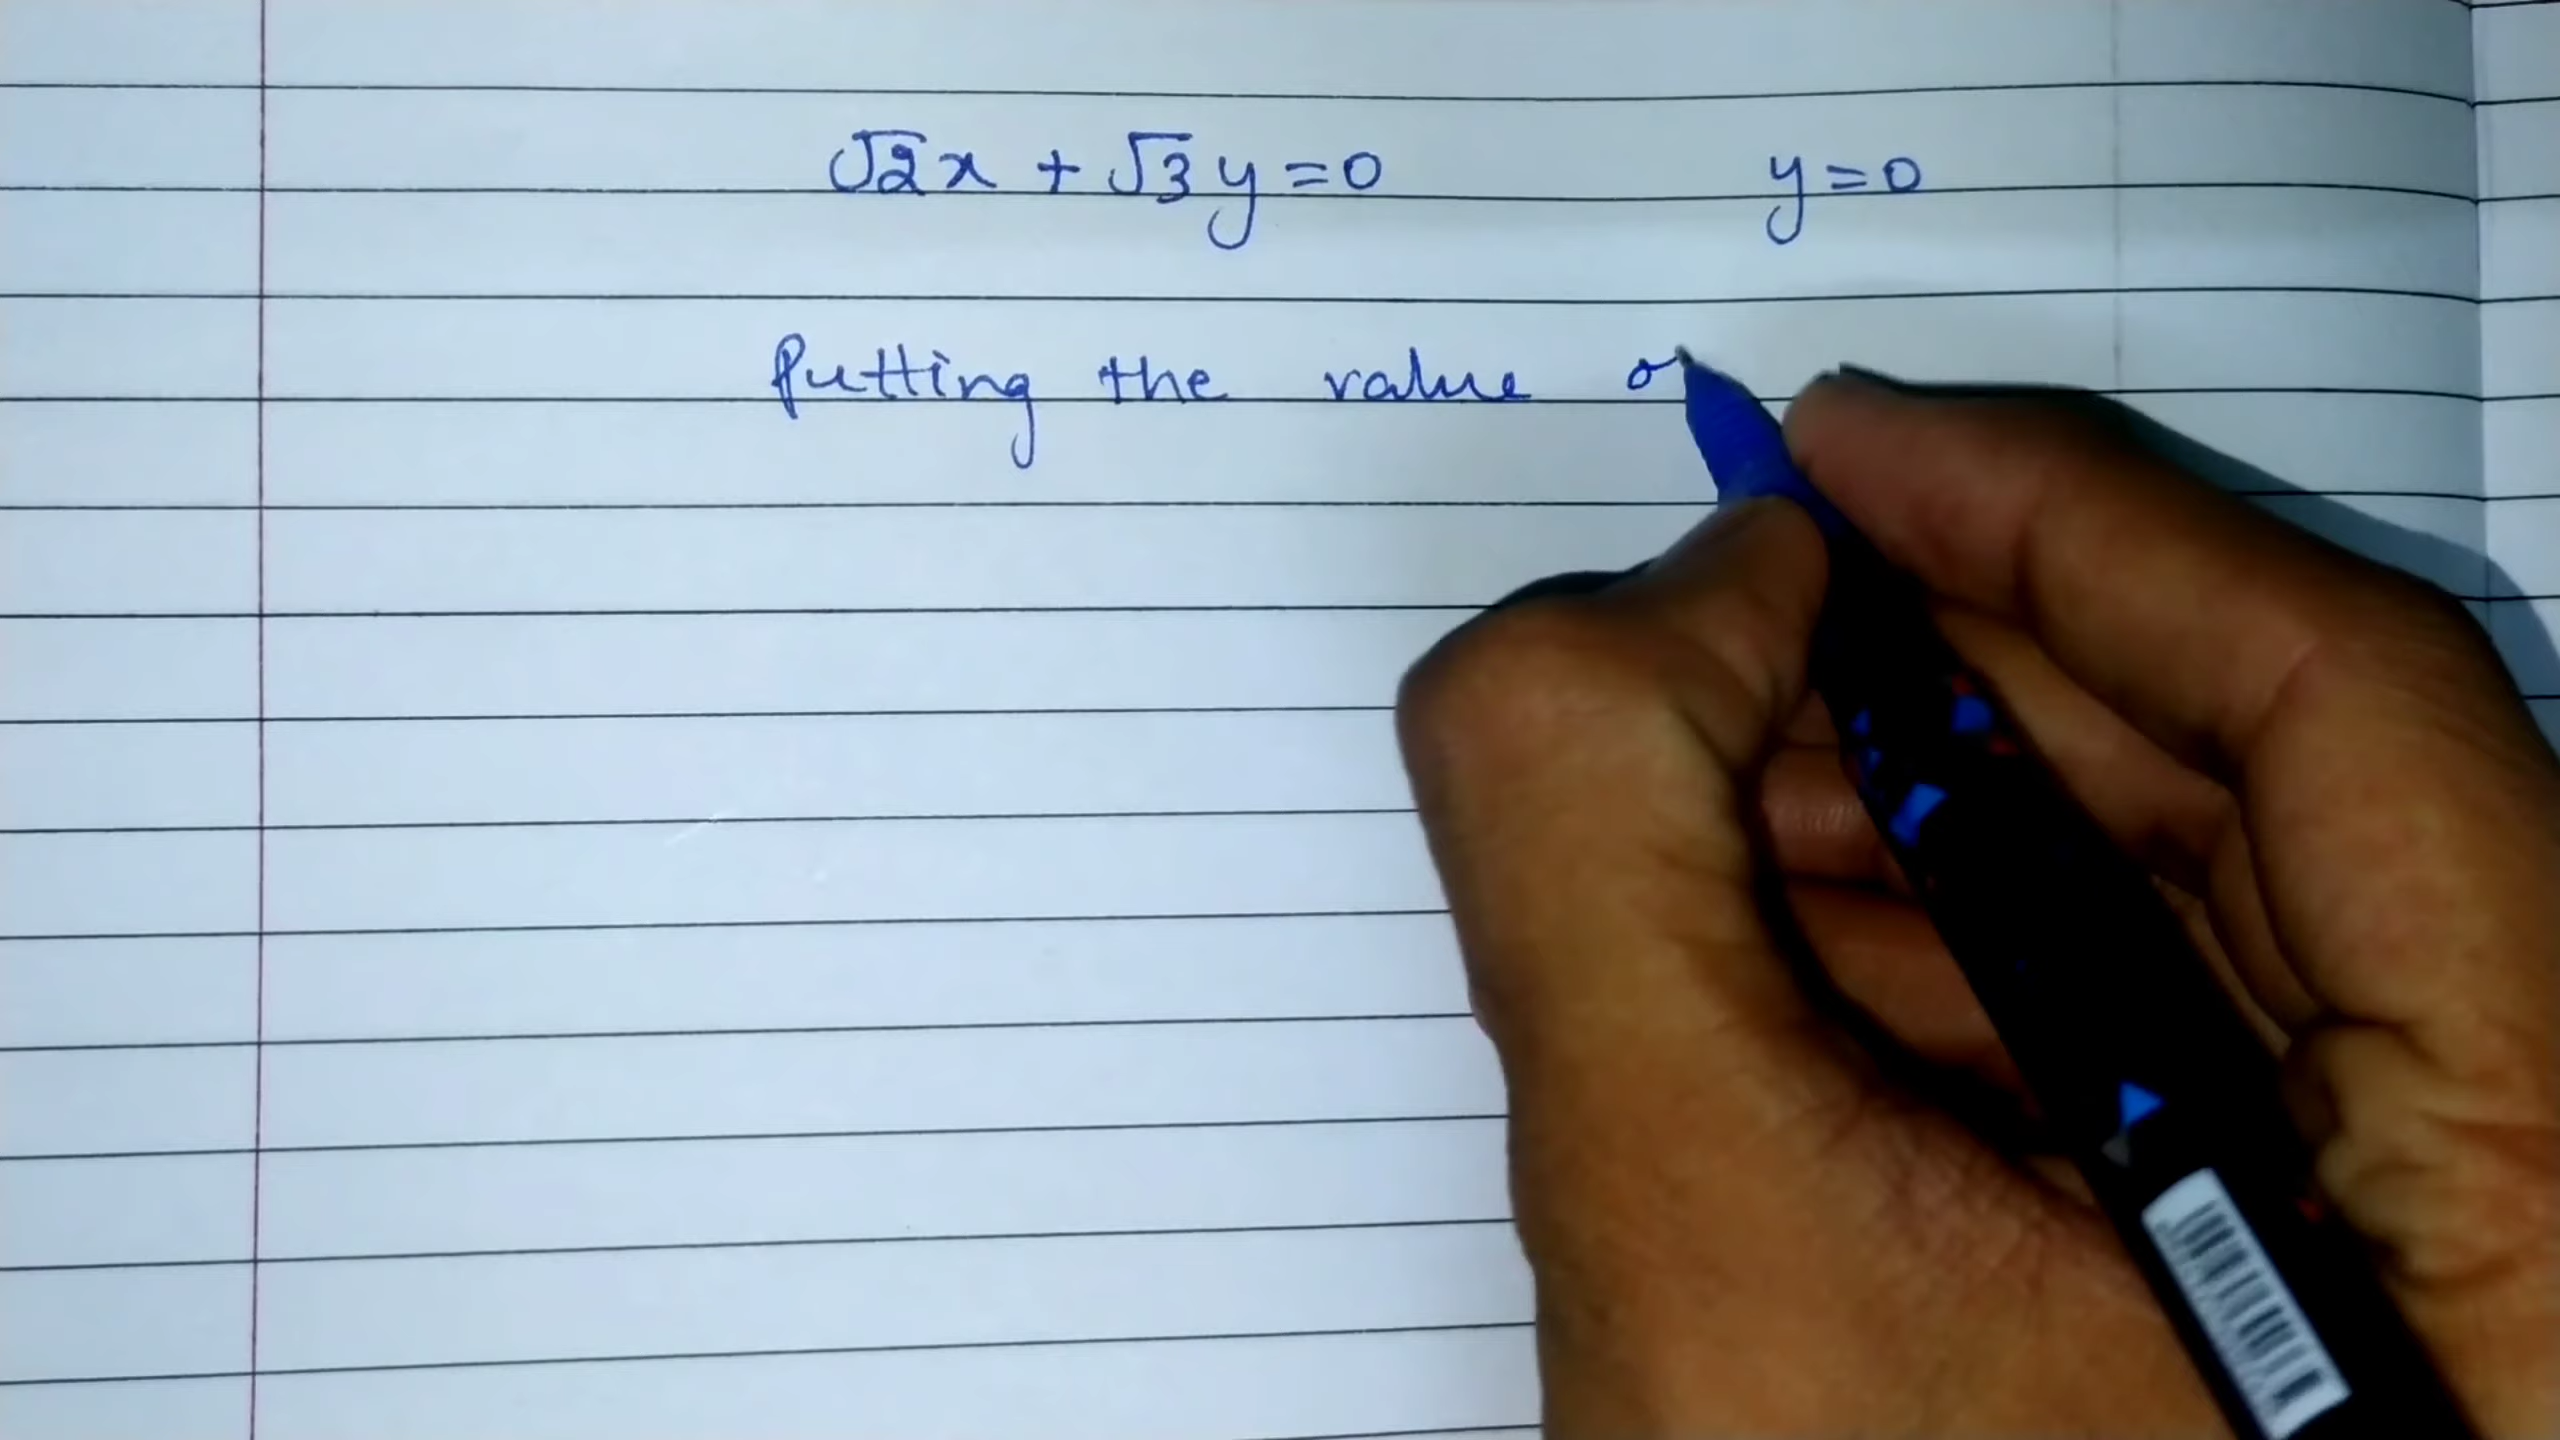 √2x + √3y = 0 y = 0
Putting the value o